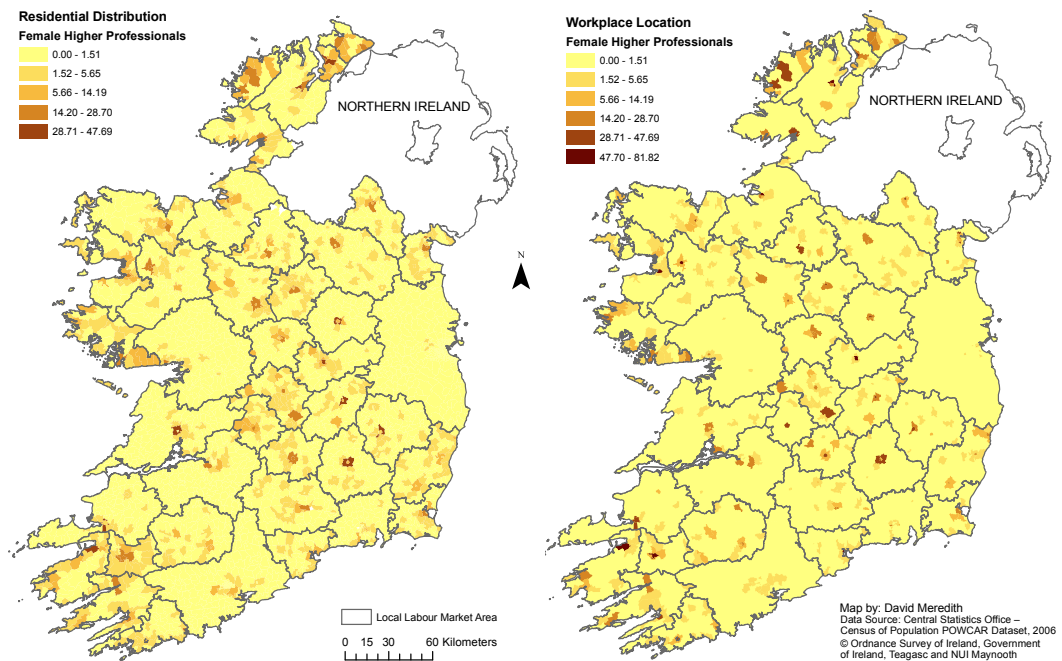 Residential Distribution
Female Higher Professionals
0.00 - 1.51
1.52 - 5.65
5.66 - 14.19
14.20 - 28.70
28.71 - 47.69
NORTHERN IRELAND
Workplace Location
Female Higher Professionals
0.00 - 1.51
1.52 - 5.65
5.66 - 14.19
14.20 - 28.70
28.71 - 47.69
47.70 - 81.82
NORTHERN IRELAND
N
Local Labour Market Area
0 15 30 60 Kilometers
Map by: David Meredith
Data Source: Central Statistics Office –
Census of Population POWCAR Dataset, 2006
© Ordnance Survey of Ireland, Government
of Ireland, Teagasc and NUI Maynooth